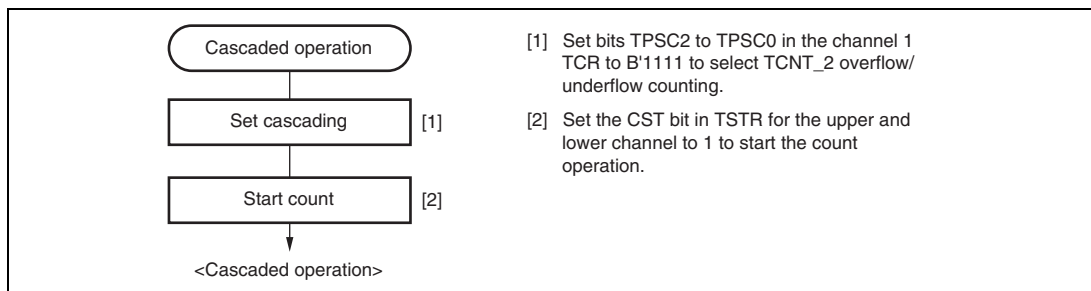 Cascaded operation
Set cascading
[1]
Start count
[2]
<Cascaded operation>
[1] Set bits TPSC2 to TPSC0 in the channel 1
TCR to B'1111 to select TCNT_2 overflow/
underflow counting.
[2] Set the CST bit in TSTR for the upper and
lower channel to 1 to start the count
operation.